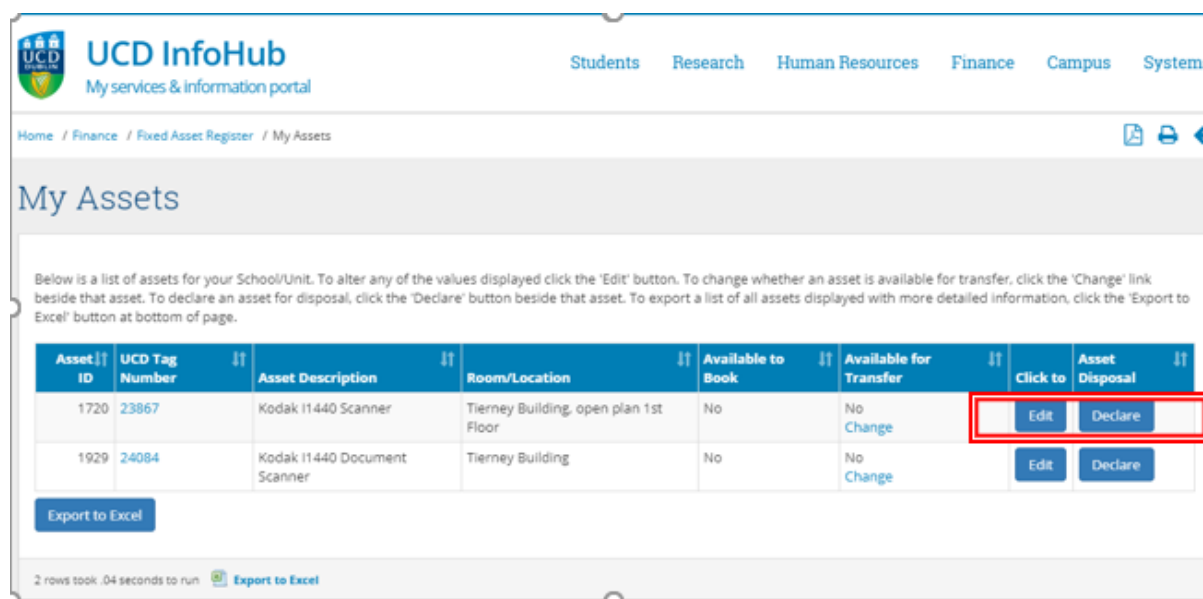 UCD
DUBLIN
UCD InfoHub
My services & information portal
Students Research Human Resources Finance Campus System
Home / Finance / Fixed Asset Register / My Assets
My Assets
Below is a list of assets for your School/Unit. To alter any of the values displayed click the 'Edit' button. To change whether an asset is available for transfer, click the 'Change' link
beside that asset. To declare an asset for disposal, click the 'Declare' button beside that asset. To export a list of all assets displayed with more detailed information, click the 'Export to
Excel' button at bottom of page.
Asset ID UCD Tag Number Asset Description Room/Location Available to Book Available for Transfer Click to Asset Disposal
1720 23867 Kodak I1440 Scanner Tierney Building, open plan 1st Floor No No Change Edit Declare
1929 24084 Kodak I1440 Document Scanner Tierney Building No No Change Edit Declare
Export to Excel
2 rows took .04 seconds to run Export to Excel